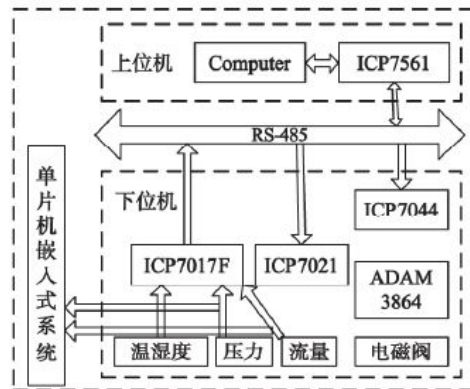 上位机
Computer
ICP7561
RS-485
单片机嵌入式系统
下位机
ICP7044
ICP7017F
ICP7021
ADAM
3864
温湿度
压力
流量
电磁阀